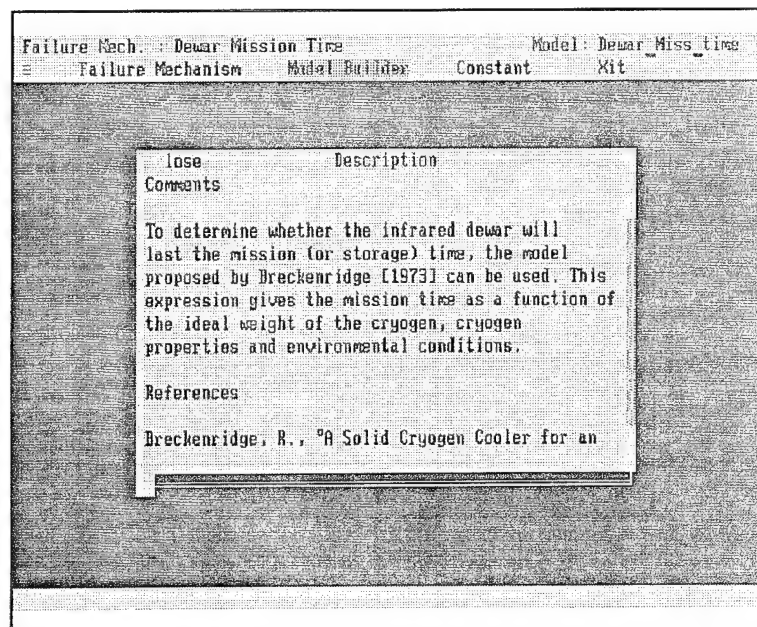 Failure Mech. : Dewar Mission Time Model: Dewar_Miss_time
≡ Failure Mechanism Model Builder Constant Xit
lose Description
Comments
To determine whether the infrared dewar will
last the mission (or storage) time, the model
proposed by Breckenridge [1973] can be used. This
expression gives the mission time as a function of
the ideal weight of the cryogen, cryogen
properties and environmental conditions.
References
Breckenridge, R., "A Solid Cryogen Cooler for an